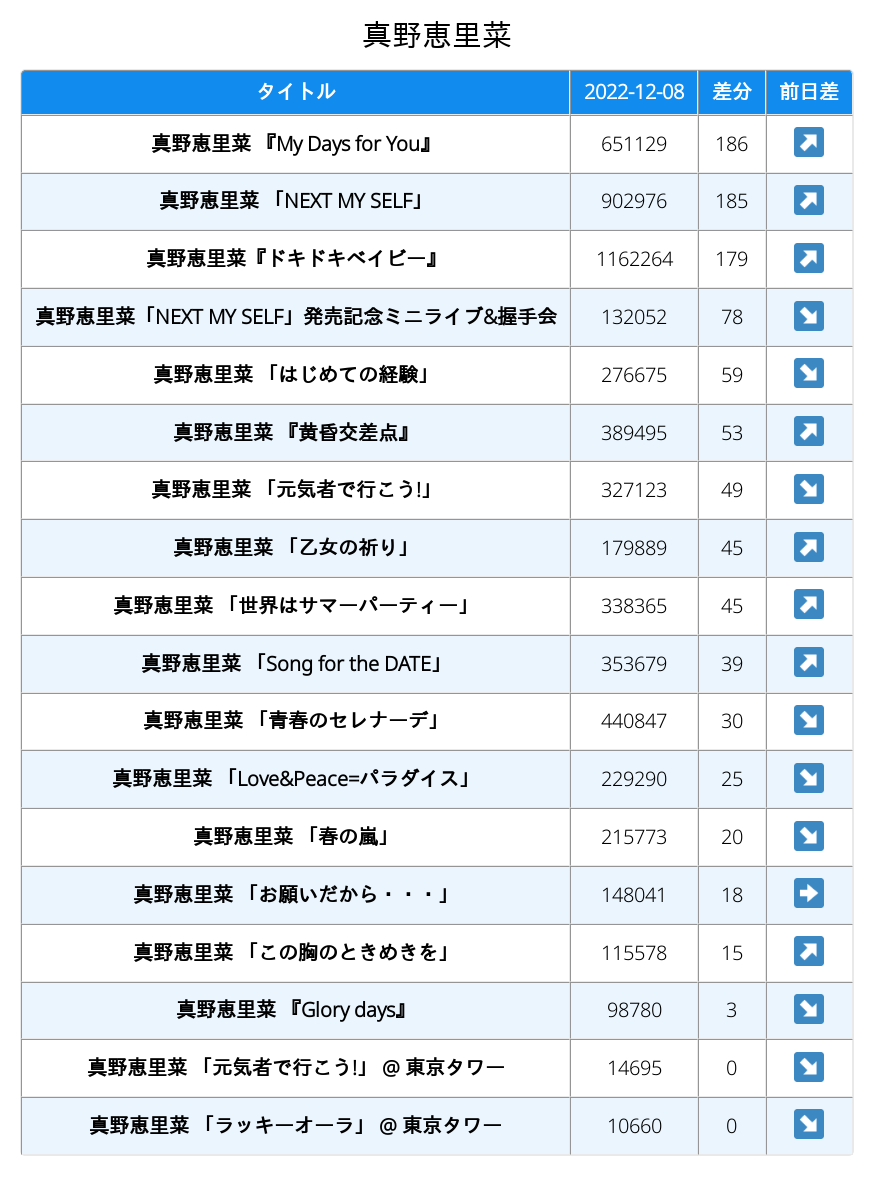 真野恵里菜
タイトル 2022-12-08 差分 前日差
真野恵里菜 『My Days for You』 651129 186 ↗
真野恵里菜 「NEXT MY SELF」 902976 185 ↗
真野恵里菜『ドキドキベイビー』 1162264 179 ↗
真野恵里菜「NEXT MY SELF」発売記念ミニライブ&握手会 132052 78 ↘
真野恵里菜 「はじめての経験」 276675 59 ↘
真野恵里菜 『黄昏交差点』 389495 53 ↗
真野恵里菜 「元気者で行こう!」 327123 49 ↘
真野恵里菜 「乙女の祈り」 179889 45 ↗
真野恵里菜 「世界はサマーパーティー」 338365 45 ↗
真野恵里菜 「Song for the DATE」 353679 39 ↗
真野恵里菜 「青春のセレナーデ」 440847 30 ↘
真野恵里菜 「Love&Peace=パラダイス」 229290 25 ↘
真野恵里菜 「春の嵐」 215773 20 ↘
真野恵里菜 「お願いだから・・・」 148041 18 ➡
真野恵里菜 「この胸のときめきを」 115578 15 ↗
真野恵里菜 『Glory days』 98780 3 ↘
真野恵里菜 「元気者で行こう!」 @ 東京タワー 14695 0 ↘
真野恵里菜 「ラッキーオーラ」 @ 東京タワー 10660 0 ↘